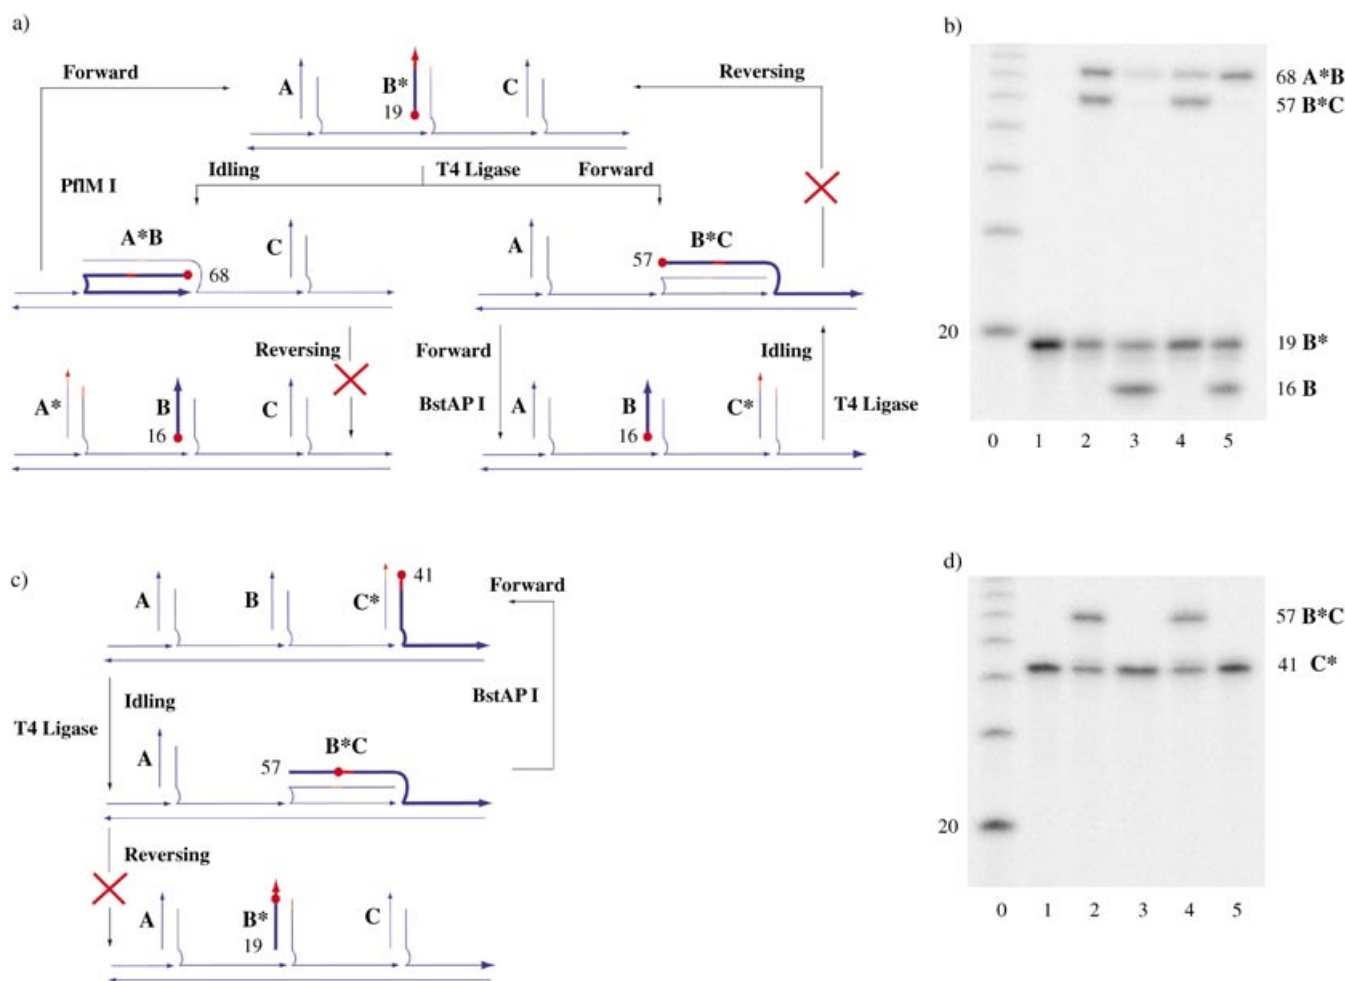 a)
Forward
A
B*
19
C
Reversing
Idling
T4 Ligase
Forward
PflM I
A*B
68
C
A
B*C
57
Reversing
Forward
Idling
A*
B
16
C
BstAP I
A
B
16
C*
T4 Ligase
b)
68 A*B
57 B*C
20
19 B*
16 B
0 1 2 3 4 5
c)
A
B
C*
41
Forward
Idling
T4 Ligase
BstAP I
A
57
B*C
Reversing
A
B*
19
C
d)
57 B*C
41 C*
20
0 1 2 3 4 5